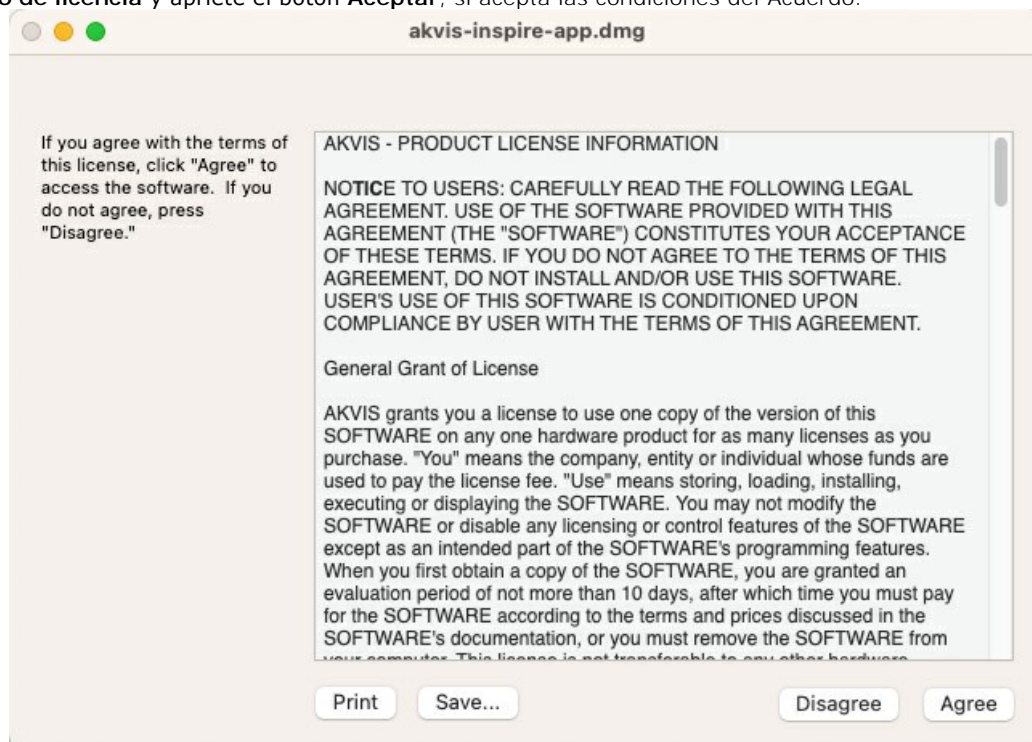 o de licencia y apriete el botón Aceptar, si acepta las condiciones del Acuerdo.
akvis-inspire-app.dmg
If you agree with the terms of
this license, click "Agree" to
access the software. If you
do not agree, press
"Disagree."
AKVIS - PRODUCT LICENSE INFORMATION
NOTICE TO USERS: CAREFULLY READ THE FOLLOWING LEGAL
AGREEMENT. USE OF THE SOFTWARE PROVIDED WITH THIS
AGREEMENT (THE "SOFTWARE") CONSTITUTES YOUR ACCEPTANCE
OF THESE TERMS. IF YOU DO NOT AGREE TO THE TERMS OF THIS
AGREEMENT, DO NOT INSTALL AND/OR USE THIS SOFTWARE.
USER'S USE OF THIS SOFTWARE IS CONDITIONED UPON
COMPLIANCE BY USER WITH THE TERMS OF THIS AGREEMENT.
General Grant of License
AKVIS grants you a license to use one copy of the version of this
SOFTWARE on any one hardware product for as many licenses as you
purchase. "You" means the company, entity or individual whose funds are
used to pay the license fee. "Use" means storing, loading, installing,
executing or displaying the SOFTWARE. You may not modify the
SOFTWARE or disable any licensing or control features of the SOFTWARE
except as an intended part of the SOFTWARE's programming features.
When you first obtain a copy of the SOFTWARE, you are granted an
evaluation period of not more than 10 days, after which time you must pay
for the SOFTWARE according to the terms and prices discussed in the
SOFTWARE's documentation, or you must remove the SOFTWARE from
your computer. This license is not transferable to any other hardware
Print Save... Disagree Agree